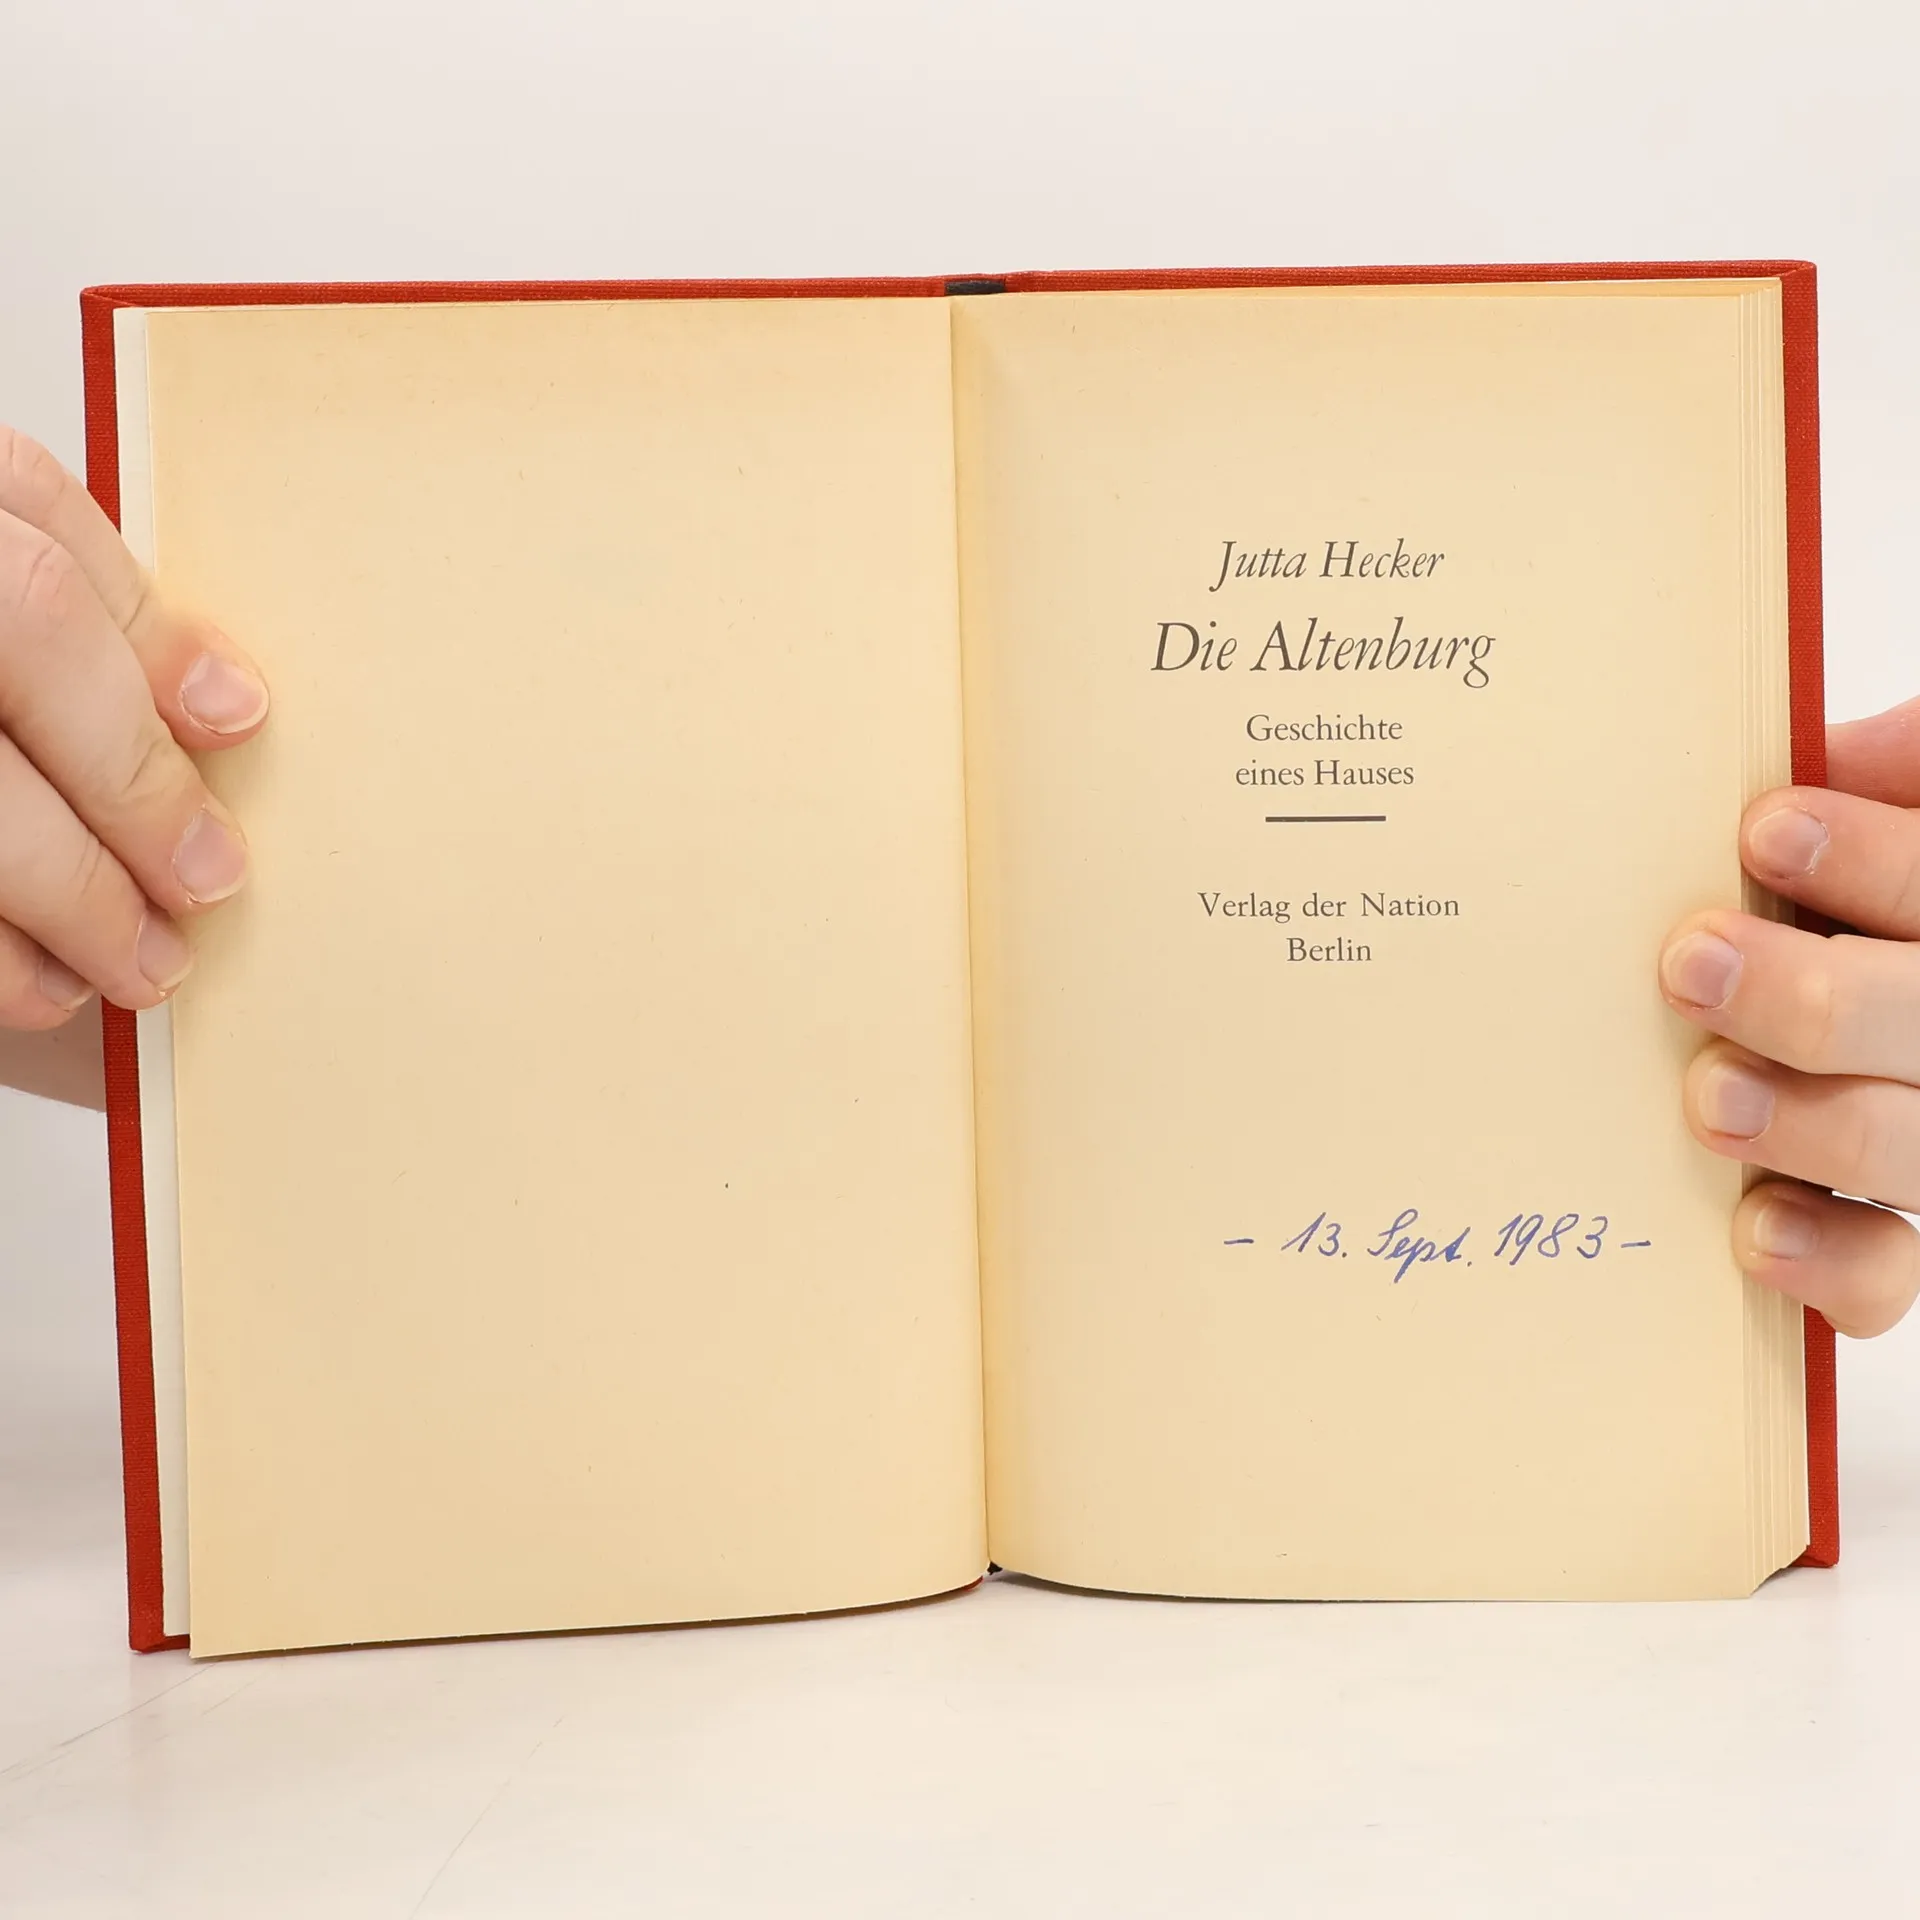 Jutta Hecker
Die Altenburg
Geschichte
eines Hauses
Verlag der Nation
Berlin
– 13. Sept. 1983 –